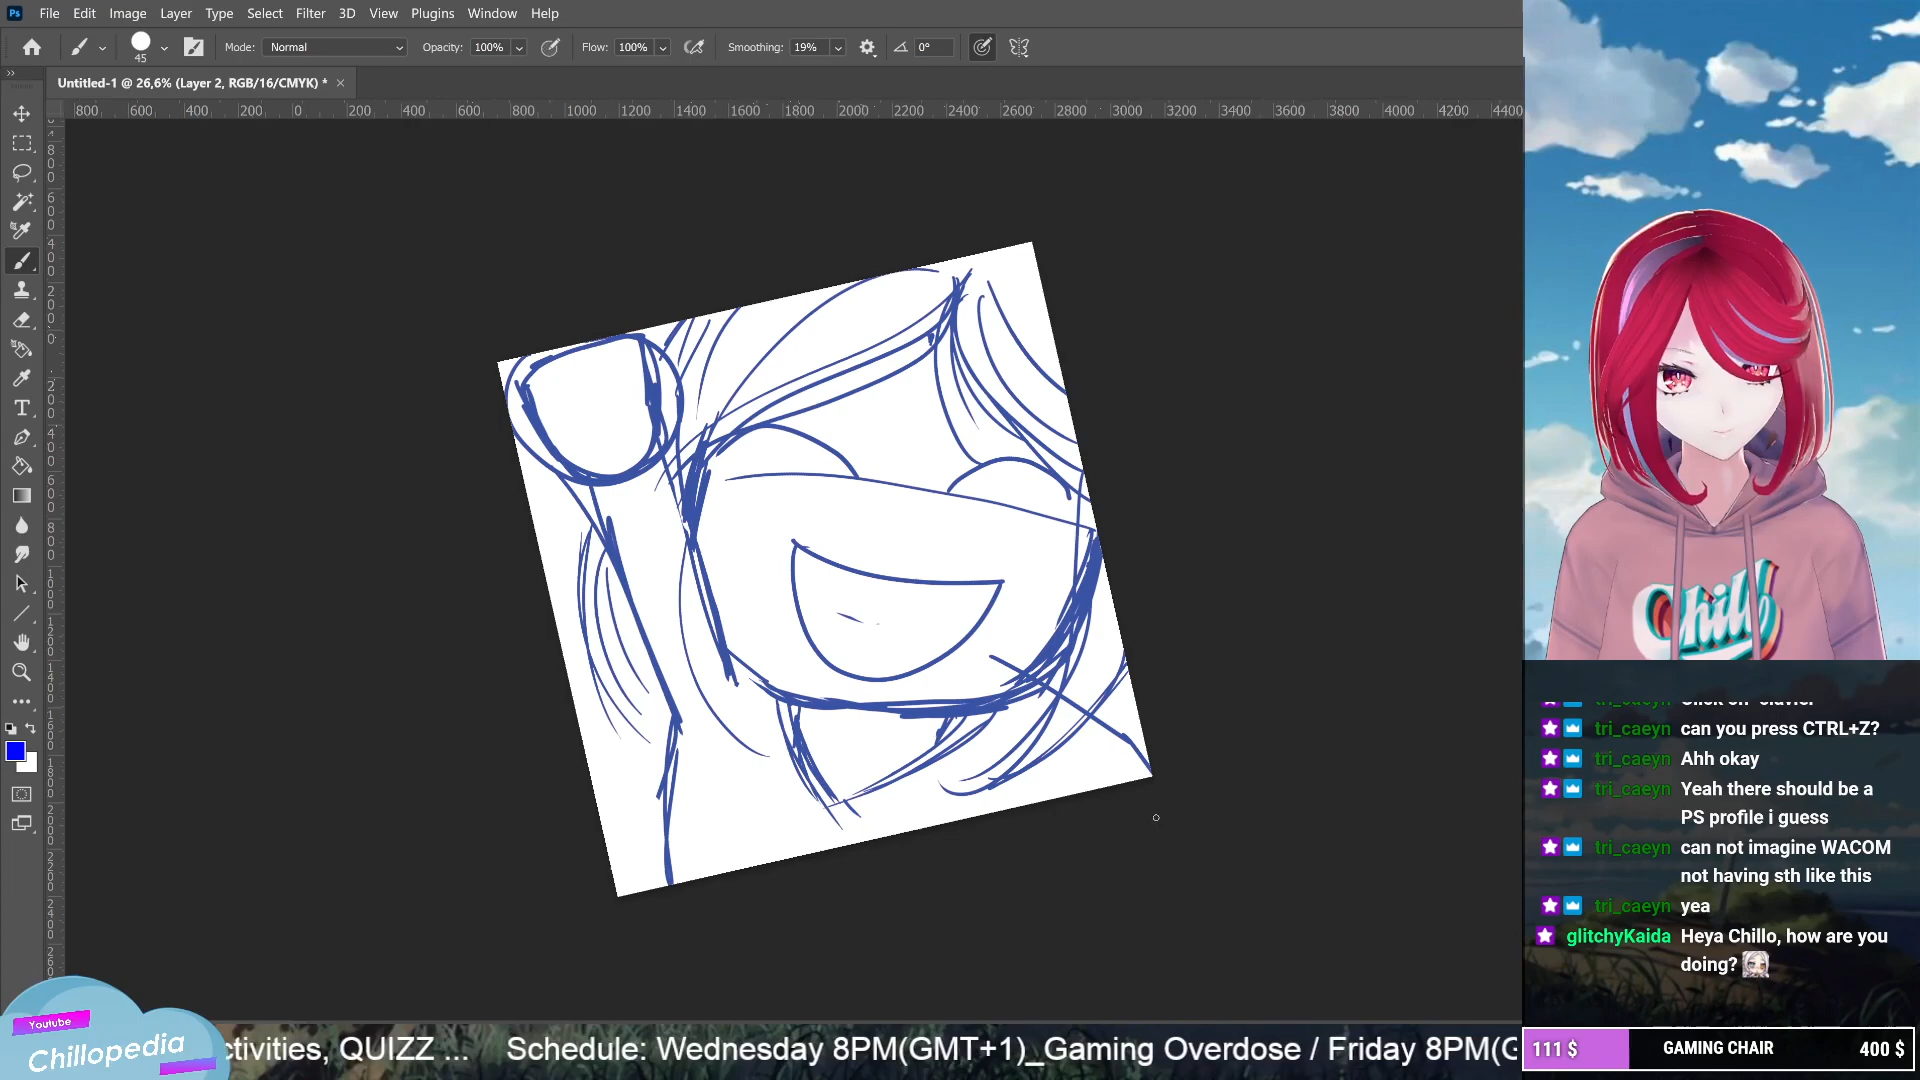 Ps File Edit Image Layer Type Select Filter 3D View Plugins Window Help
45 Mode: Normal Opacity: 100% Flow: 100% Smoothing: 19% 0°
Untitled-1 @ 26,6% (Layer 2, RGB/16/CMYK) *
800 600 400 200 0 200 400 600 800 1000 1200 1400 1600 1800 2000 2200 2400 2600 2800 3000 3200 3400 3600 3800 4000 4200 4400
Chill
tri_caeyn can you press CTRL+Z?
tri_caeyn Ahh okay
tri_caeyn Yeah there should be a
PS profile i guess
tri_caeyn can not imagine WACOM
not having sth like this
tri_caeyn yea
glitchyKaida Heya Chillo, how are you
doing?
Youtube
Chillopedia
ctivities, QUIZZ ... Schedule: Wednesday 8PM(GMT+1)_Gaming Overdose / Friday 8PM(G
111 $ GAMING CHAIR 400 $